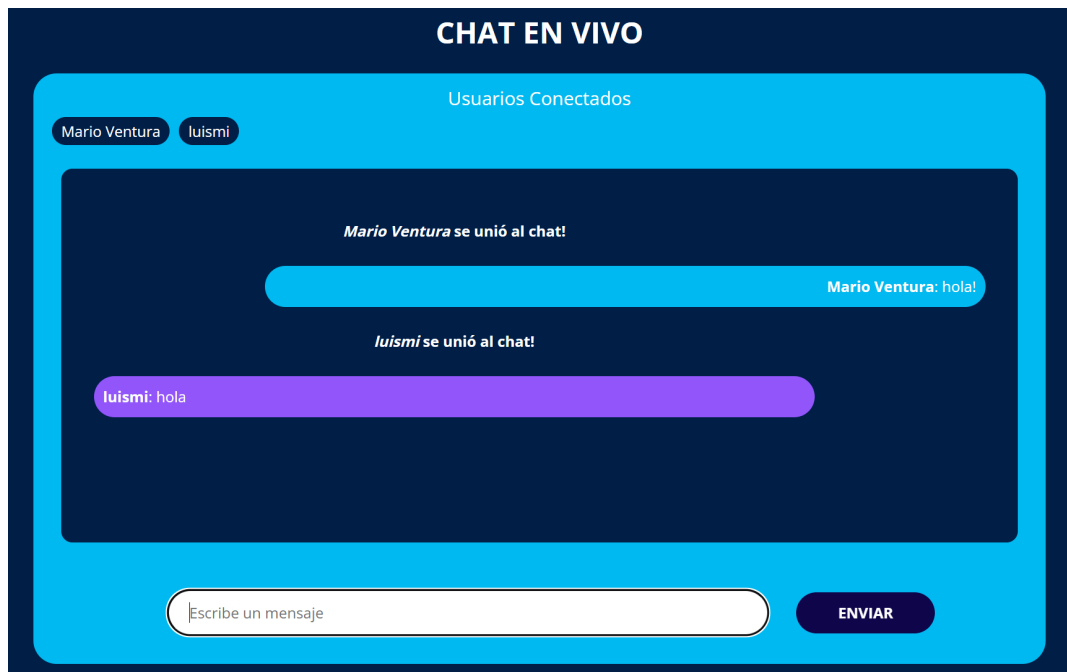 CHAT EN VIVO
Usuarios Conectados
Mario Ventura luismi
Mario Ventura se unió al chat!
Mario Ventura: hola!
luismi se unió al chat!
luismi: hola
Escribe un mensaje ENVIAR